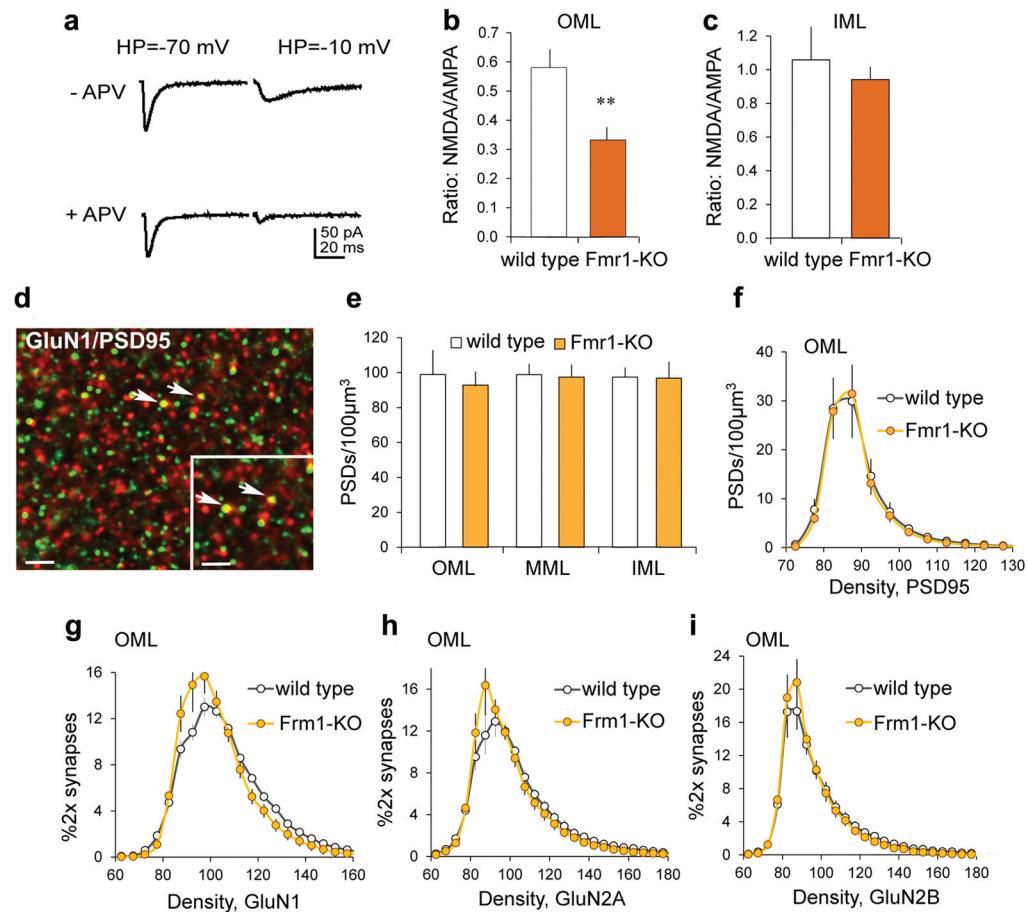 a
HP=-70 mV HP=-10 mV
- APV
+ APV
50 pA
20 ms
b
OML
Ratio: NMDA/AMPA
0.7
0.6
0.5
0.4
0.3
0.2
0.1
0.0
**
wild type Fmr1-KO
c
IML
Ratio: NMDA/AMPA
1.2
1.0
0.8
0.6
0.4
0.2
0.0
wild type Fmr1-KO
d
GluN1/PSD95
e
PSDs/100µm³
120
100
80
60
40
20
0
wild type Fmr1-KO
OML MML IML
f
OML
PSDs/100µm³
40
30
20
10
0
wild type
Fmr1-KO
70 80 90 100 110 120 130
Density, PSD95
g
OML
%2x synapses
16
12
8
4
0
wild type
Frm1-KO
60 80 100 120 140 160
Density, GluN1
h
OML
%2x synapses
16
12
8
4
0
wild type
Frm1-KO
60 80 100 120 140 160 180
Density, GluN2A
i
OML
%2x synapses
24
20
16
12
8
4
0
wild type
Frm1-KO
60 80 100 120 140 160 180
Density, GluN2B